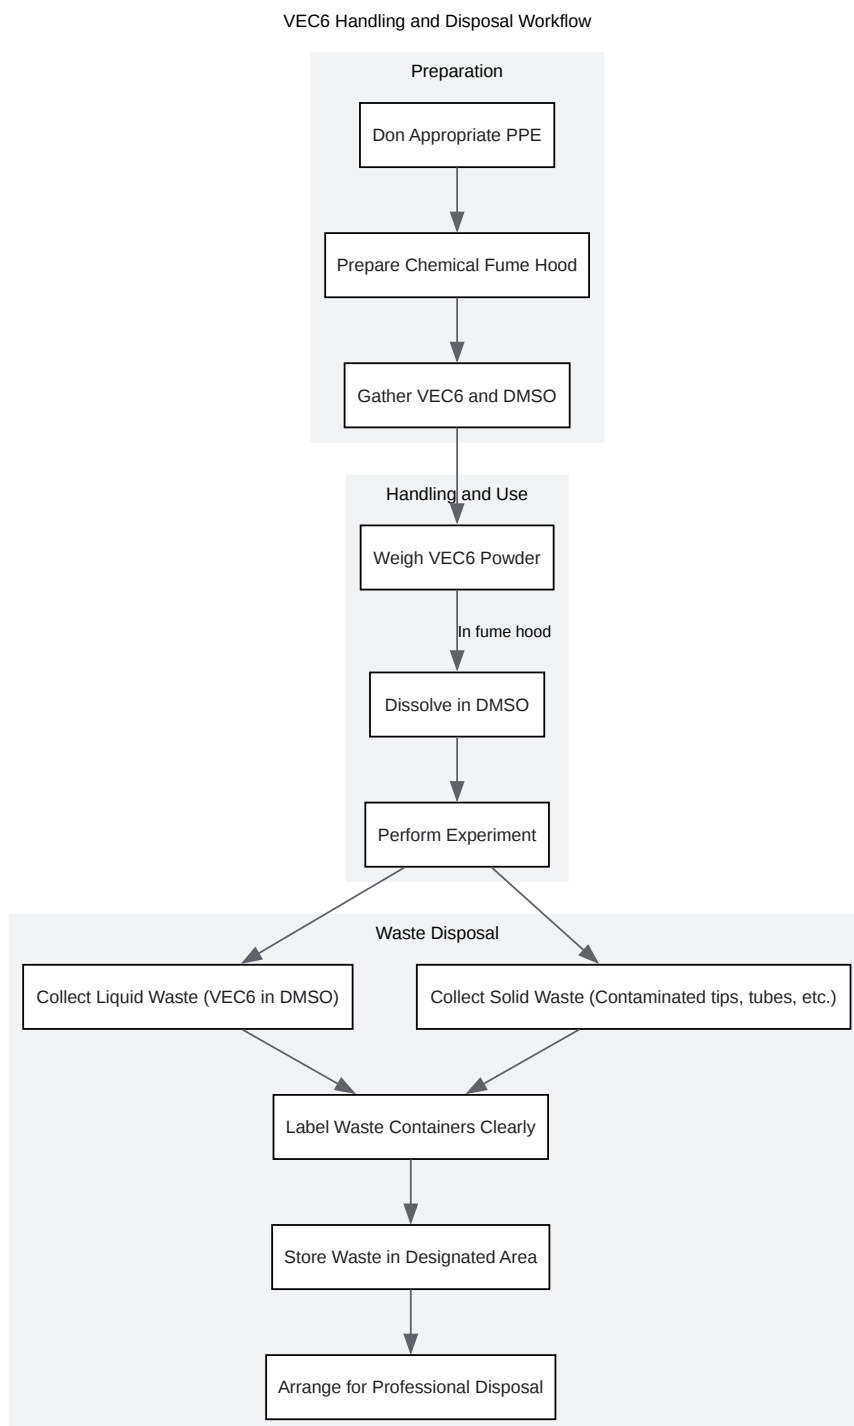 VEC6 Handling and Disposal Workflow
Preparation
Don Appropriate PPE
Prepare Chemical Fume Hood
Gather VEC6 and DMSO
Handling and Use
Weigh VEC6 Powder
In fume hood
Dissolve in DMSO
Perform Experiment
Waste Disposal
Collect Liquid Waste (VEC6 in DMSO)
Collect Solid Waste (Contaminated tips, tubes, etc.)
Label Waste Containers Clearly
Store Waste in Designated Area
Arrange for Professional Disposal